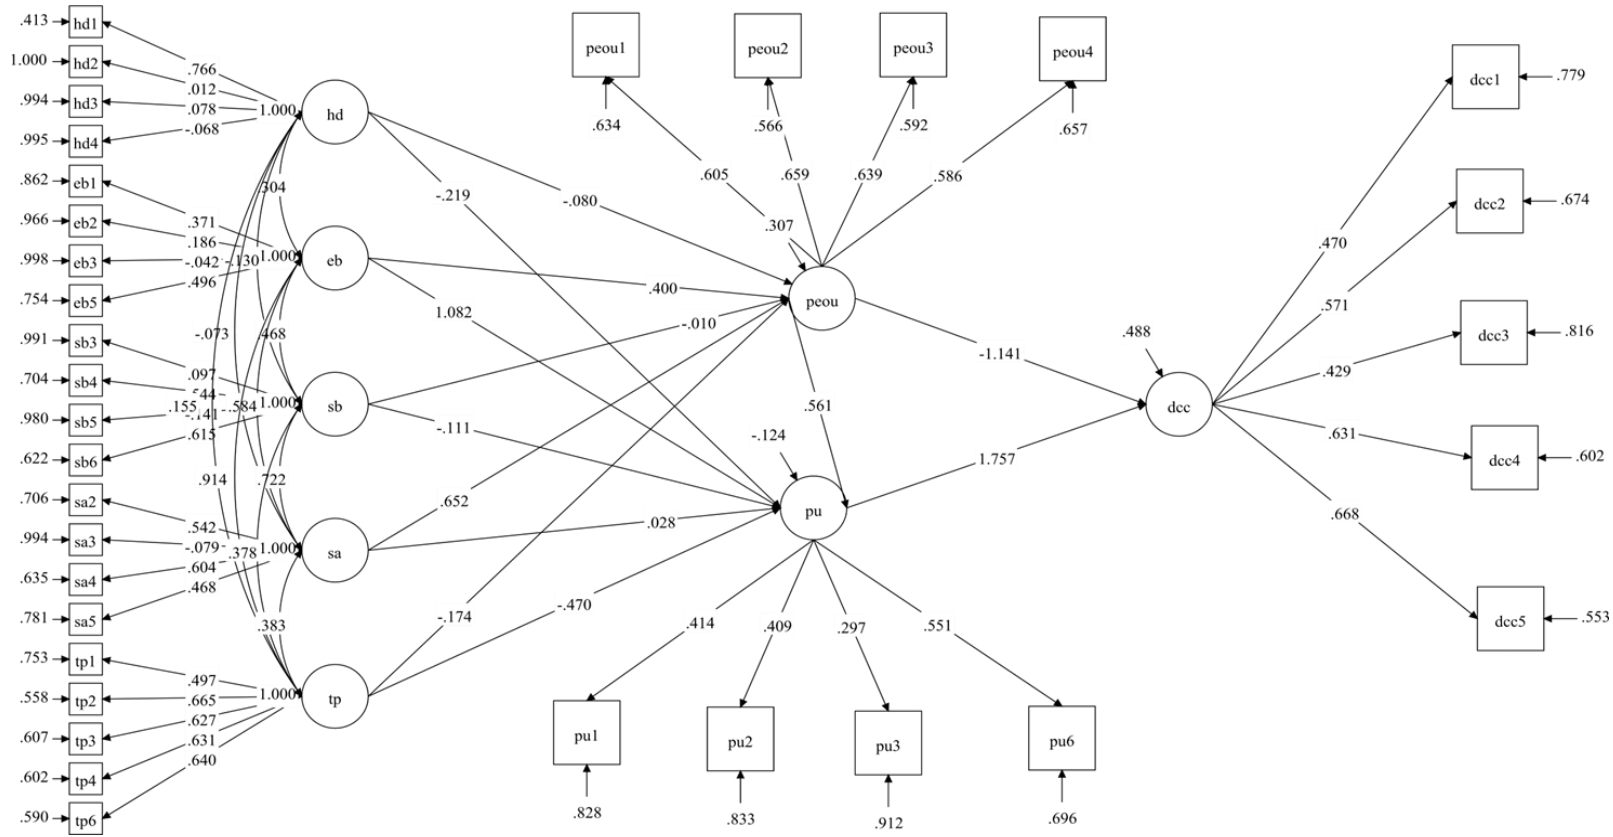 .413 hd1
1.000 hd2
.994 hd3
.995 hd4
.862 eb1
.966 eb2
.998 eb3
.754 eb5
.991 sb3
.704 sb4
.980 sb5
.622 sb6
.706 sa2
.994 sa3
.635 sa4
.781 sa5
.753 tp1
.558 tp2
.607 tp3
.602 tp4
.590 tp6
.766
.012
.078
-.068
.371
.186
-.042
.496
.097
-.141
.615
.542
-.079
.604
.468
.497
.665
.627
.631
.640
.304
-.130
-.073
.468
.155
-.584
.914
.722
.378
.383
1.000
1.000
1.000
1.000
1.000
hd
eb
sb
sa
tp
-.219
-.080
.400
1.082
-.010
-.111
.652
.028
-.174
-.470
peou1
peou2
peou3
peou4
.634
.566
.592
.657
.605
.659
.639
.586
.307
peou
.561
-.124
pu
.414
.409
.297
.551
pu1
pu2
pu3
pu6
.828
.833
.912
.696
-1.141
1.757
.488
dcc
.470
.571
.429
.631
.668
dcc1 .779
dcc2 .674
dcc3 .816
dcc4 .602
dcc5 .553